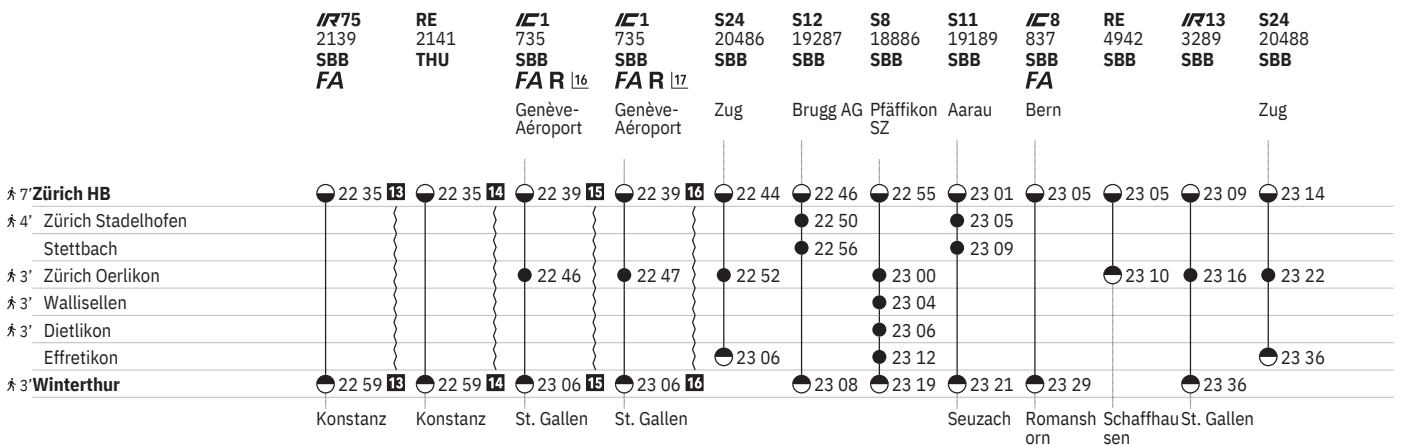 IR75 RE IC1 IC1 S24 S12 S8 S11 IC8 RE IR13 S24
2139 2141 735 735 20486 19287 18886 19189 837 4942 3289 20488
SBB THU SBB SBB SBB SBB SBB SBB SBB SBB SBB SBB
FA FA R 16 FA R 17 FA
Genève- Genève- Zug Brugg AG Pfäffikon Aarau Bern Zug
Aéroport Aéroport SZ
7' Zürich HB 22 35 13 22 35 14 22 39 15 22 39 16 22 44 22 46 22 55 23 01 23 05 23 05 23 09 23 14
4' Zürich Stadelhofen 22 50 23 05
Stettbach 22 56 23 09
3' Zürich Oerlikon 22 46 22 47 22 52 23 00 23 10 23 16 23 22
3' Wallisellen 23 04
3' Dietlikon 23 06
Effretikon 23 06 23 12 23 36
3' Winterthur 22 59 13 22 59 14 23 06 15 23 06 16 23 08 23 19 23 21 23 29 23 36
Konstanz Konstanz St. Gallen St. Gallen Seuzach Romansh Schaffhau St. Gallen
orn sen